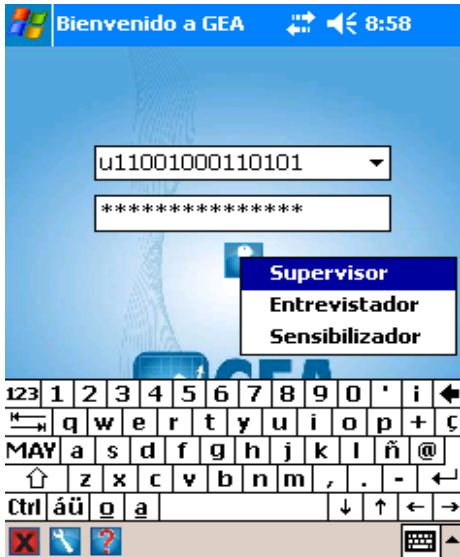 Bienvenido a GEA 8:58
u11001000110101
***************
Supervisor
Entrevistador
Sensibilizador
GEA
123 1 2 3 4 5 6 7 8 9 0 ' ¡
q w e r t y u i o p + ç
MAY a s d f g h j k l ñ @
z x c v b n m , . -
Ctrl áü º ª ↓ ↑ ← →
?